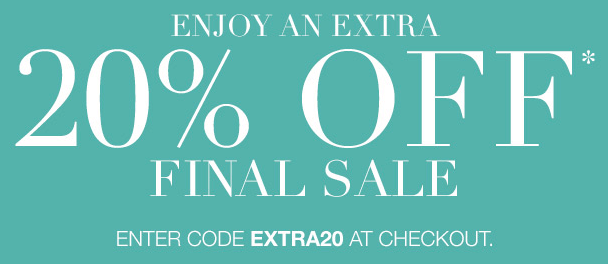 ENJOY AN EXTRA
20% OFF*
FINAL SALE
ENTER CODE EXTRA20 AT CHECKOUT.